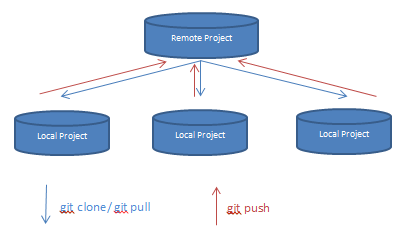 Remote Project
Local Project
Local Project
Local Project
git clone/git pull
git push